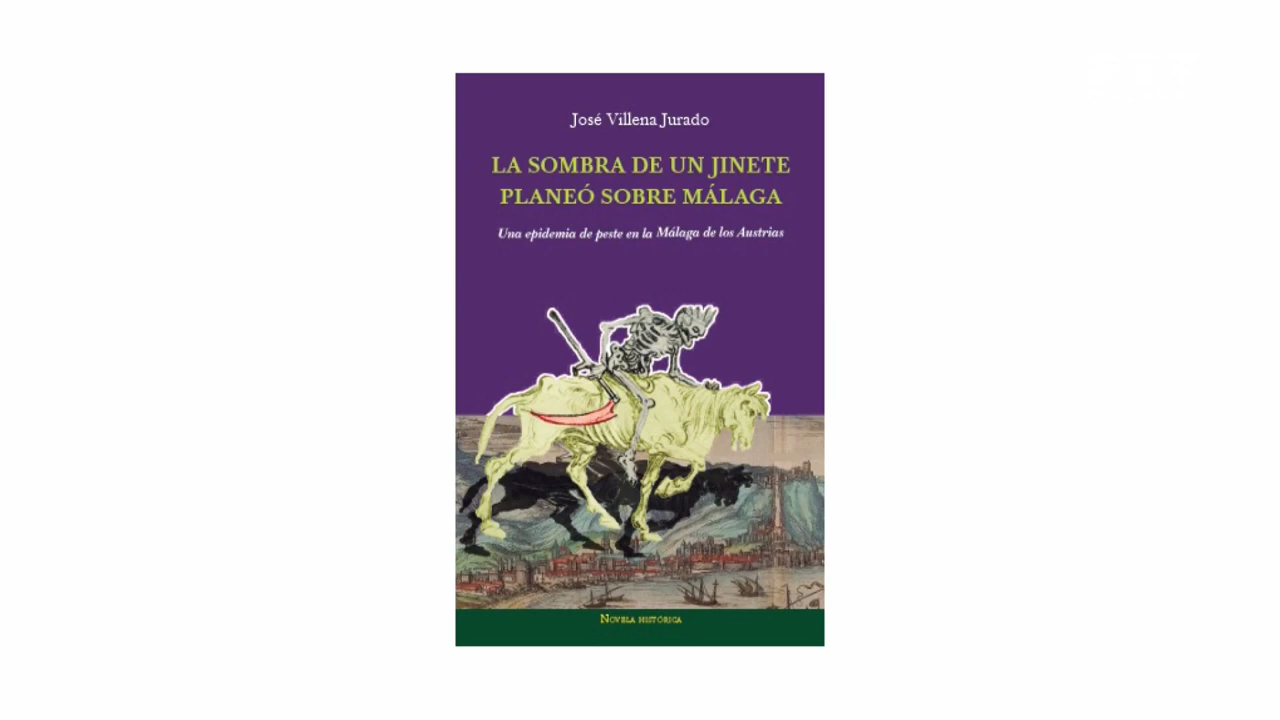 José Villena Jurado
LA SOMBRA DE UN JINETE
PLANEÓ SOBRE MÁLAGA
Una epidemia de peste en la Málaga de los Austrias
NOVELA HISTÓRICA